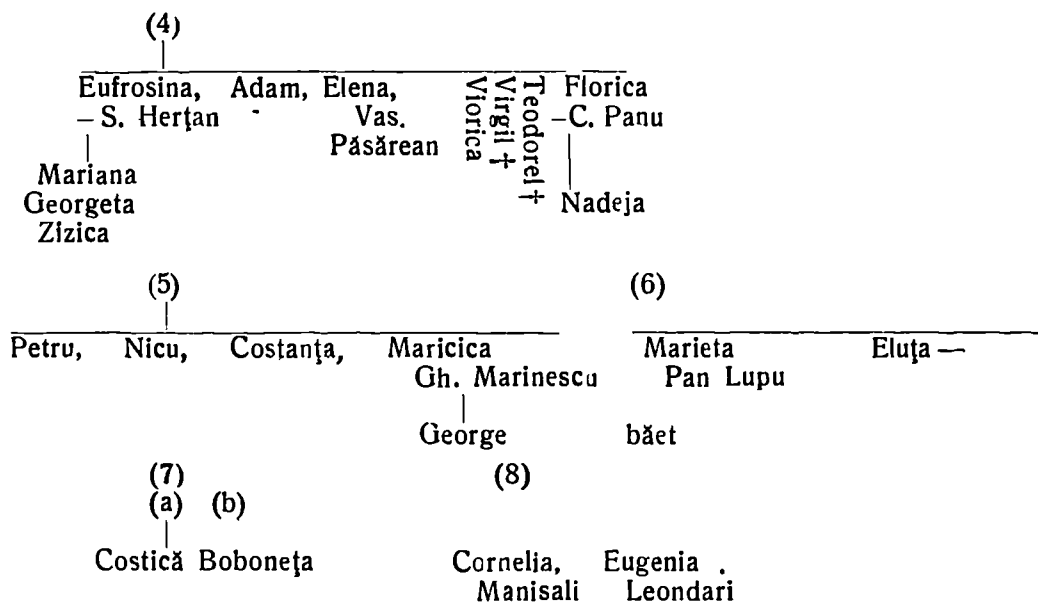 (4)
Eufrosina, Adam, Elena, Viorica Virgil † Teodorel † Florica
— S. Herţan Vas. — C. Panu
Păsărean
Mariana
Georgeta Nadeja
Zizica
(5) (6)
Petru, Nicu, Costanţa, Maricica Marieta Eluţa —
Gh. Marinescu Pan Lupu
George băet
(7) (8)
(a) (b)
Costică Boboneţa Cornelia, Eugenia .
Manisali Leondari